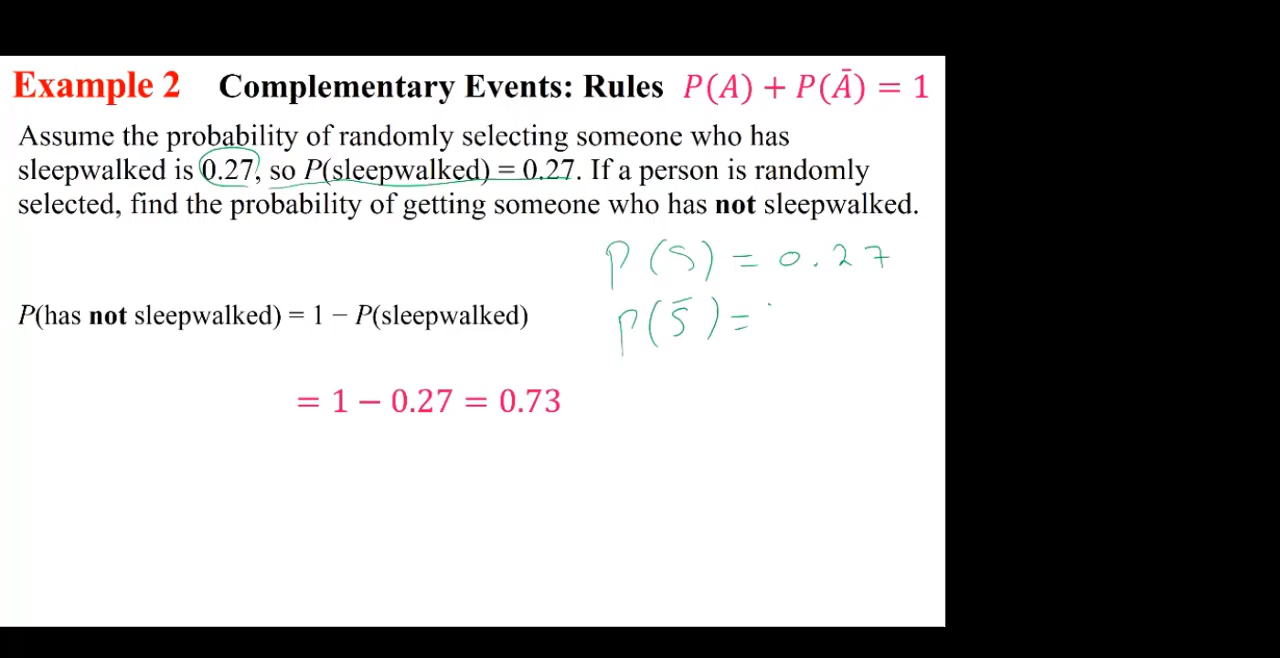 Example 2 Complementary Events: Rules P(A) + P(Ā) = 1
Assume the probability of randomly selecting someone who has
sleepwalked is 0.27, so P(sleepwalked) = 0.27. If a person is randomly
selected, find the probability of getting someone who has not sleepwalked.
P(S) = 0.27
P(has not sleepwalked) = 1 − P(sleepwalked)
P(S̄) =
= 1 − 0.27 = 0.73